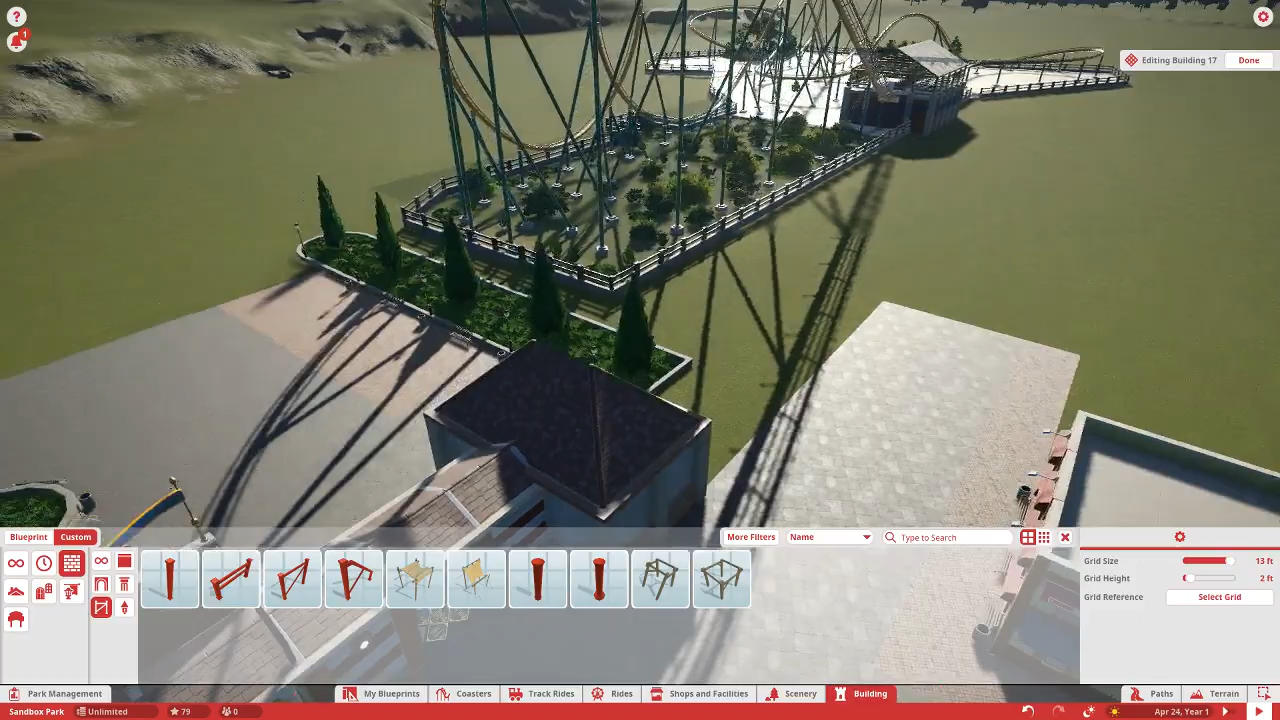 ?
1
Editing Building 17
Done
Blueprint
Custom
More Filters
Name
Type to Search
Grid Size
13 ft
Grid Height
2 ft
Grid Reference
Select Grid
Park Management
My Blueprints
Coasters
Track Rides
Rides
Shops and Facilities
Scenery
Building
Paths
Terrain
Sandbox Park
Unlimited
79
0
Apr 24, Year 1